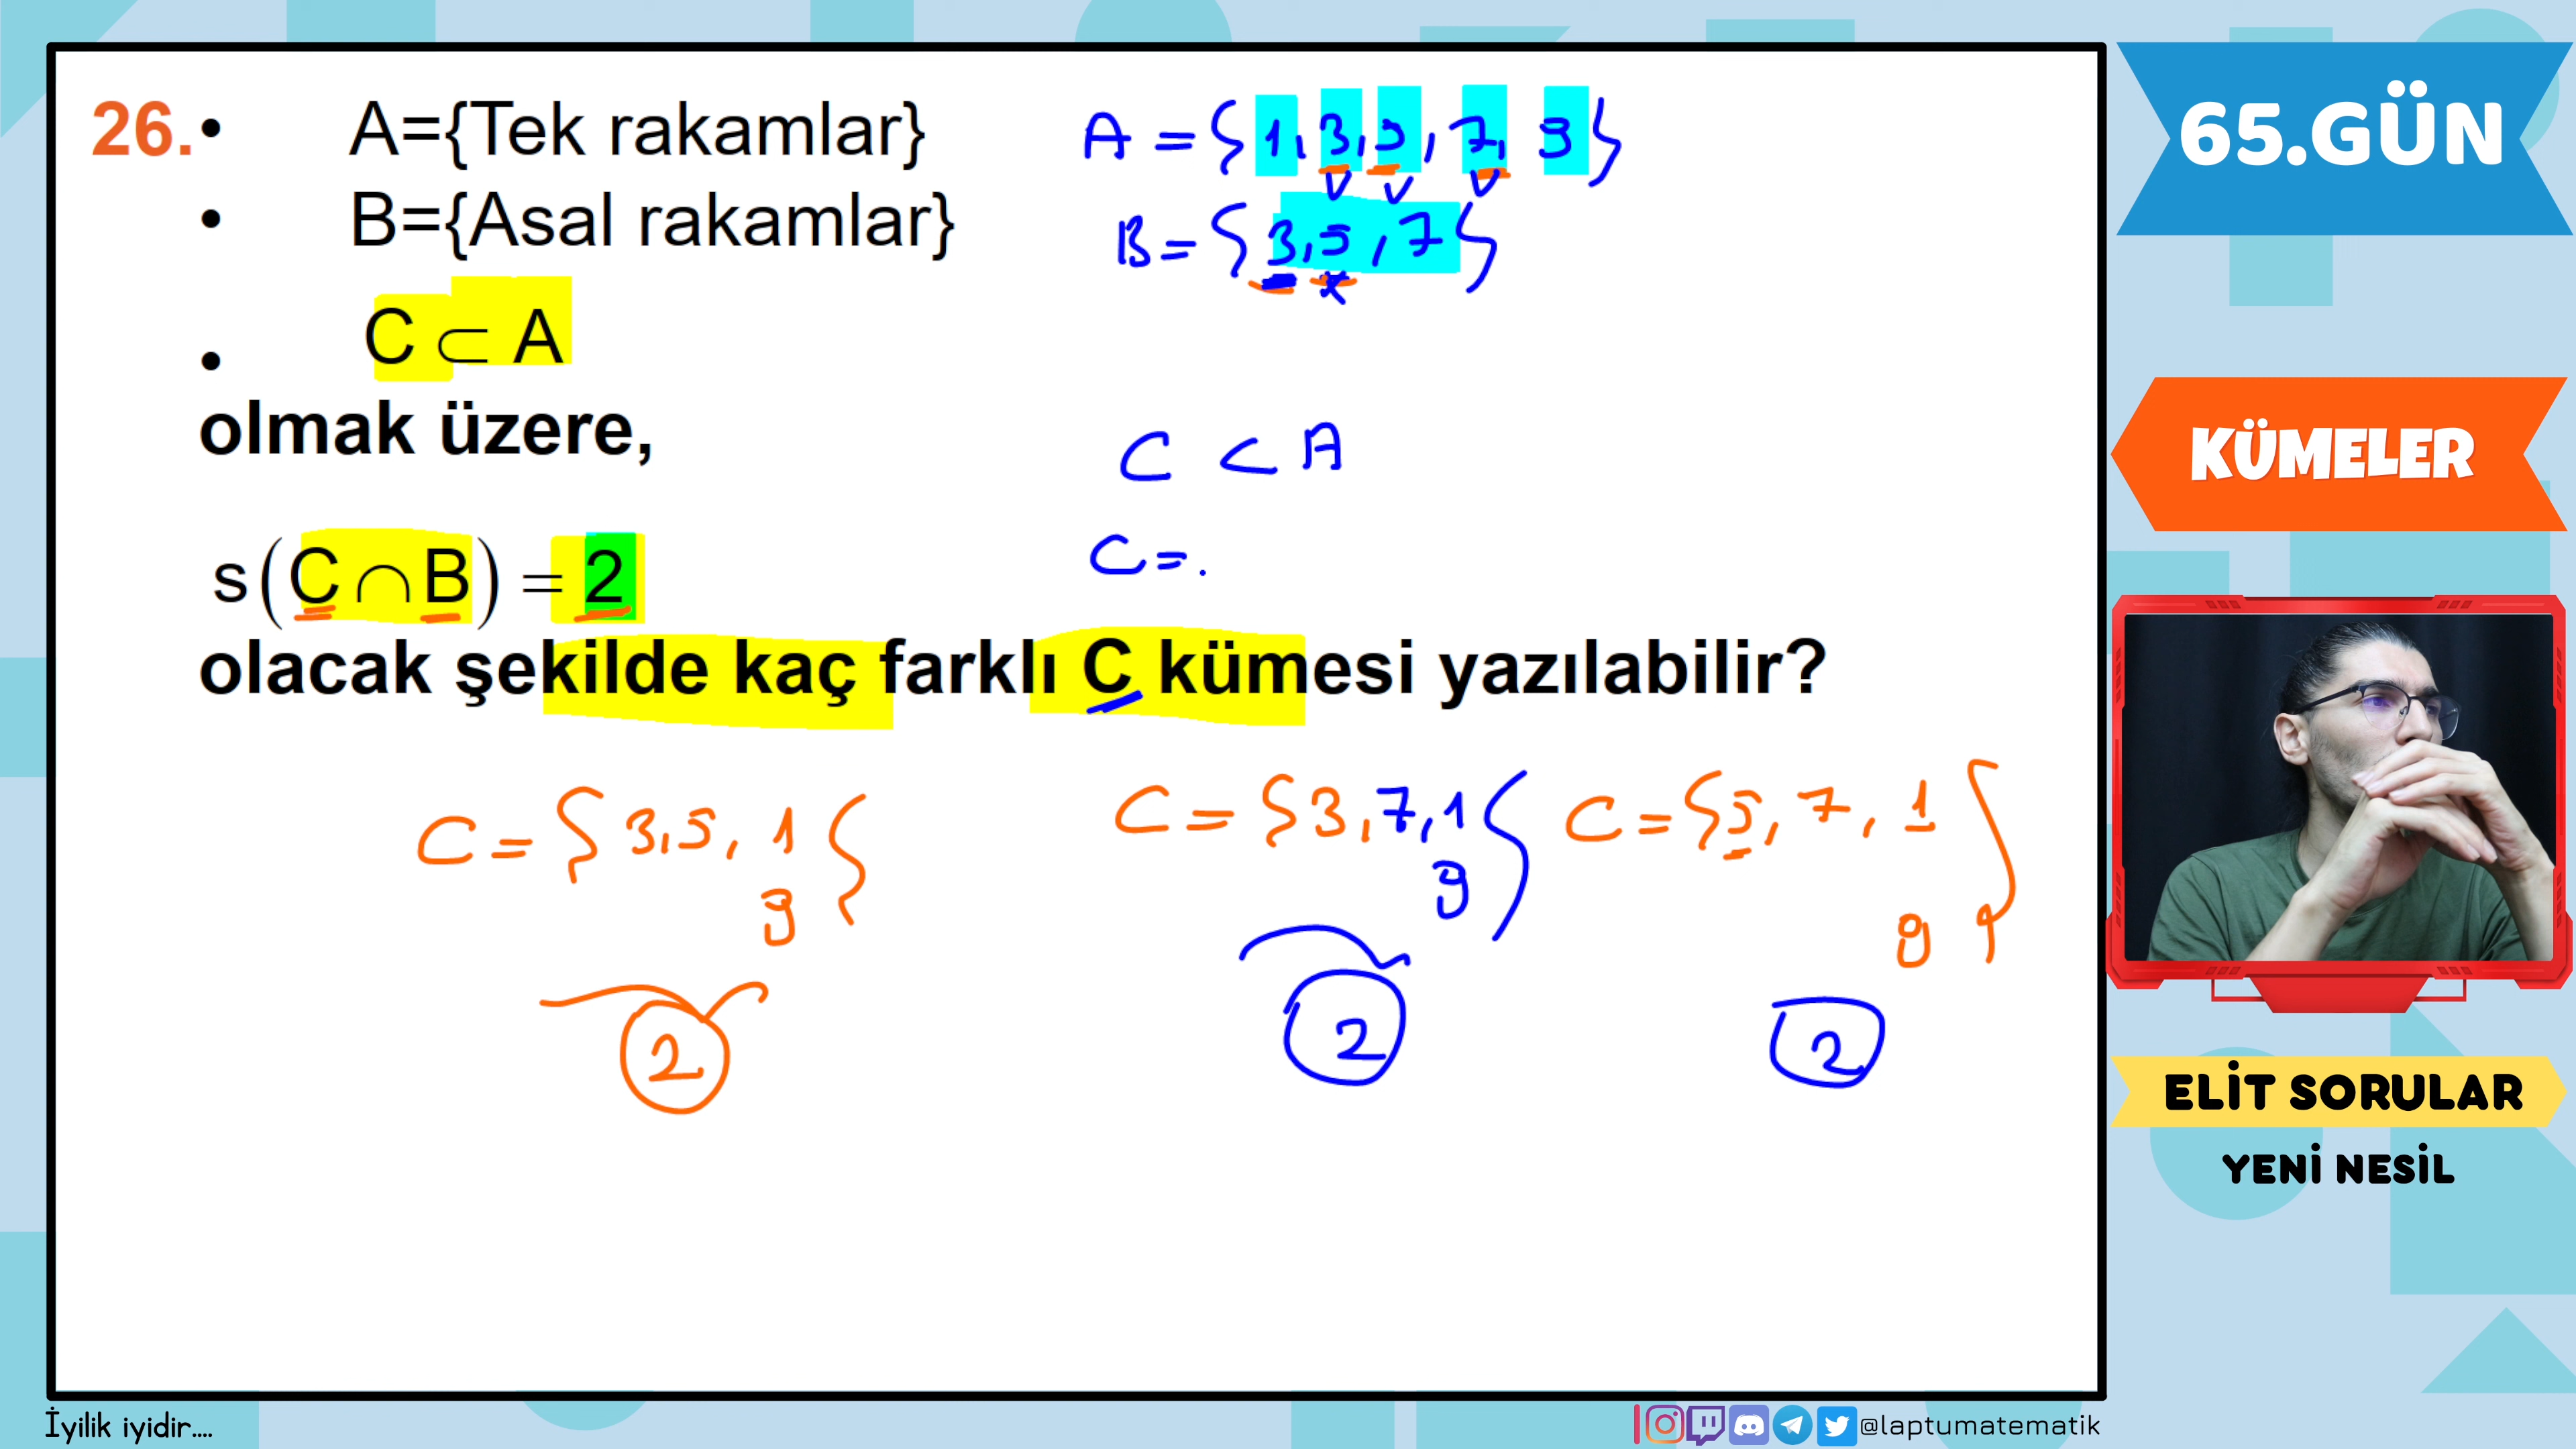 26. • A={Tek rakamlar}
A = {1, 3, 5, 7, 9}
• B={Asal rakamlar}
B = {3, 5, 7}
• C ⊂ A
olmak üzere,
C ⊂ A
s(C∩B) = 2
C = .
olacak şekilde kaç farklı C kümesi yazılabilir?
C = {3, 5, 1
9}
2
C = {3, 7, 1
9}
2
C = {5, 7, 1
9}
2
65.GÜN
KÜMELER
ELİT SORULAR
YENİ NESİL
İyilik iyidir....
@laptumatematik